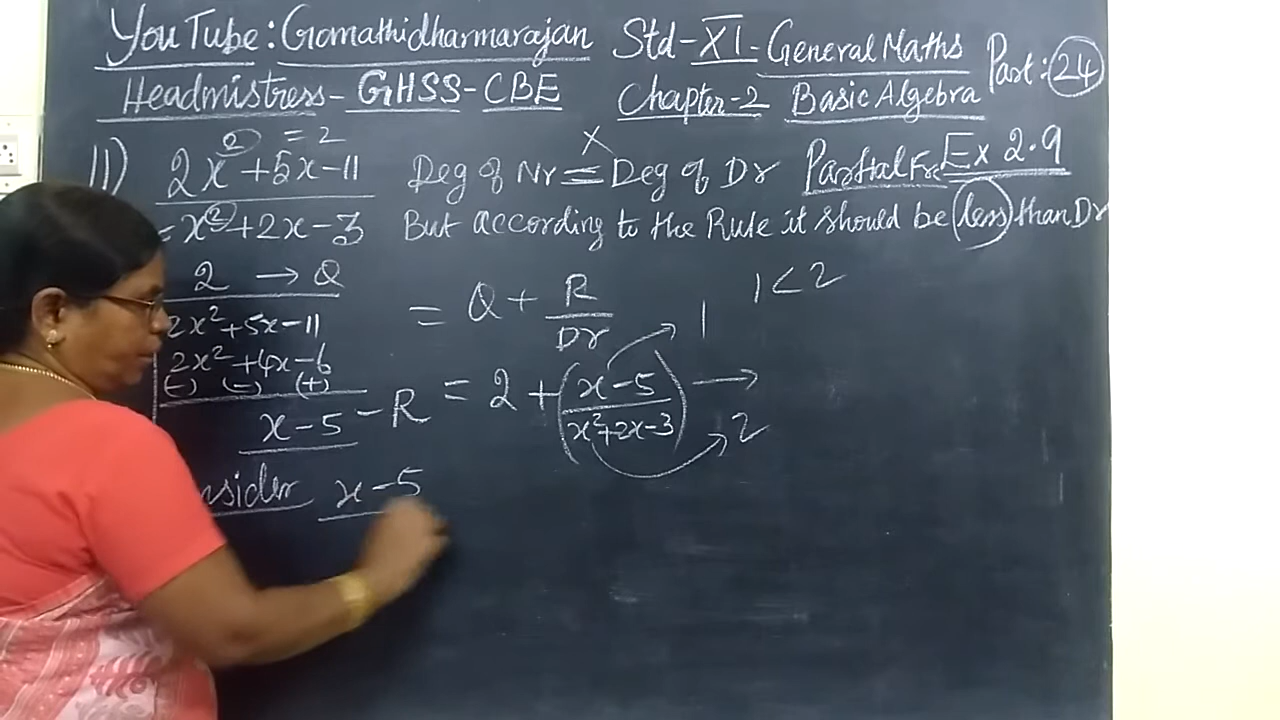 YouTube: Gomathidharmarajan Std-XI-General Maths Part: 24
Headmistress-GHSS-CBE Chapter-2 Basic Algebra
11) 2x² + 5x - 11 = 2 Deg of Nr = Deg of Dr X Partial Fr Ex 2.9
x² + 2x - 3 But according to the Rule it should be less than Dr
2 → Q
2x² + 5x - 11
2x² + 4x - 6
(-) (-) (+)
x - 5 - R
= Q + R/Dr 1 < 2
= 2 + (x - 5 / x² + 2x - 3) → 1 2
x - 5